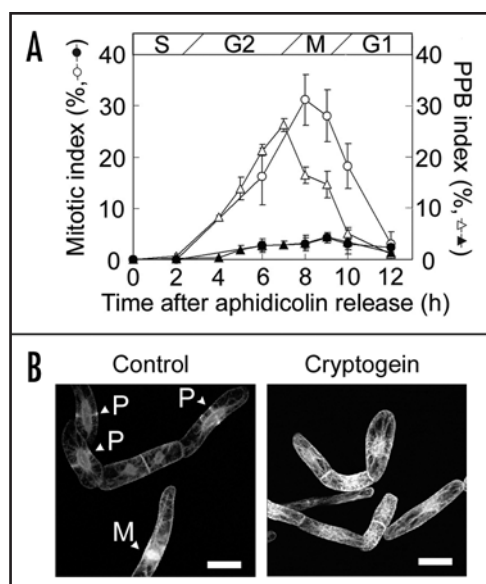 A
S G2 M G1
Mitotic index (%, )
PPB index (%, )
40 40
30 30
20 20
10 10
0 0
0 2 4 6 8 10 12
Time after aphidicolin release (h)
B
Control Cryptogein
P P
P
M